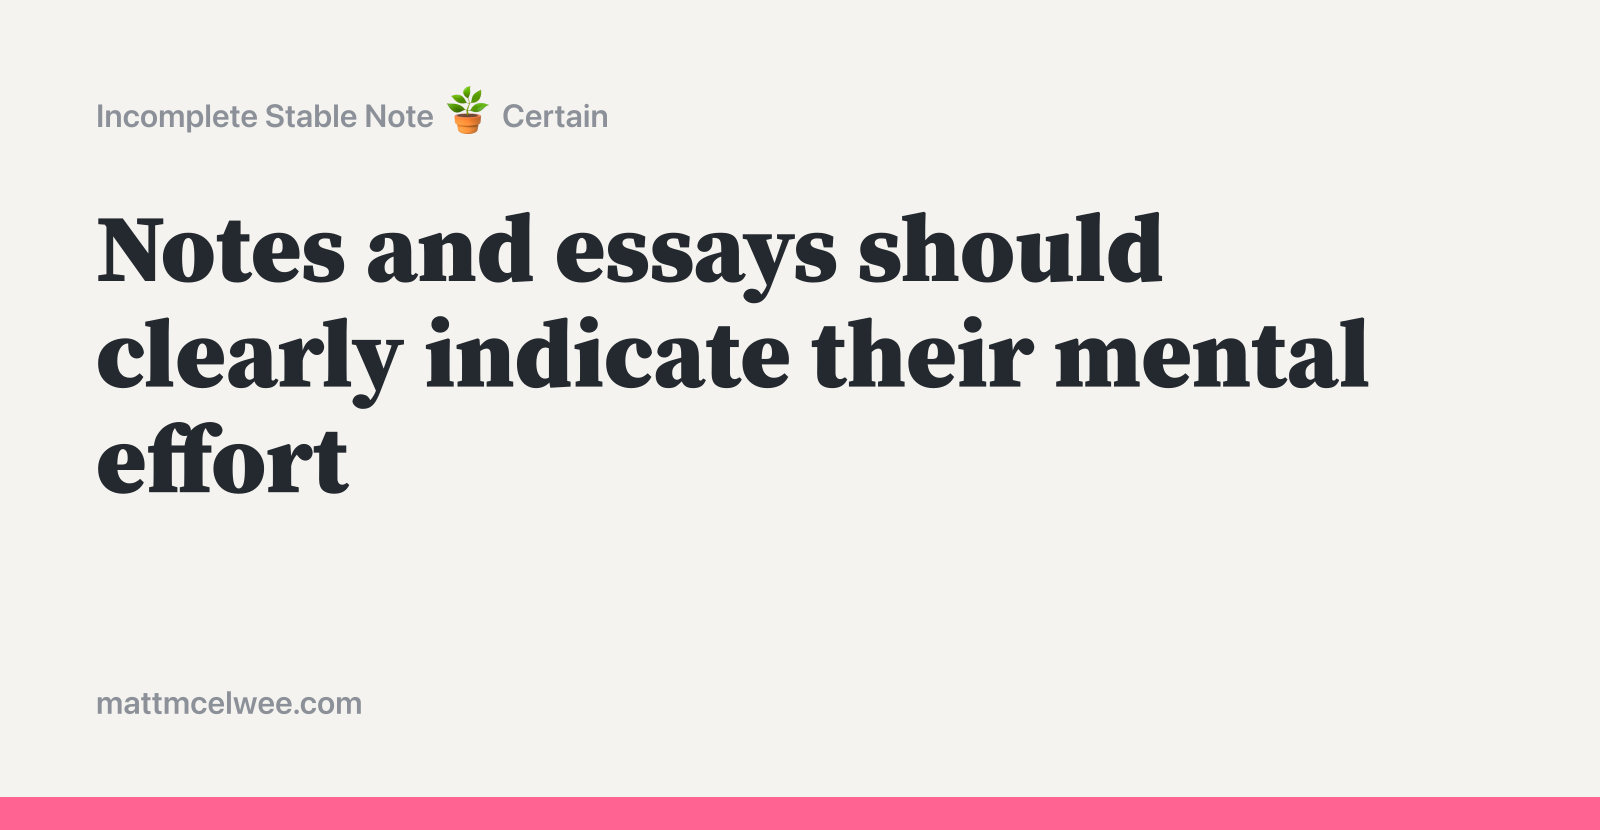 Incomplete Stable Note 🪴 Certain
Notes and essays should
clearly indicate their mental
effort
mattmcelwee.com